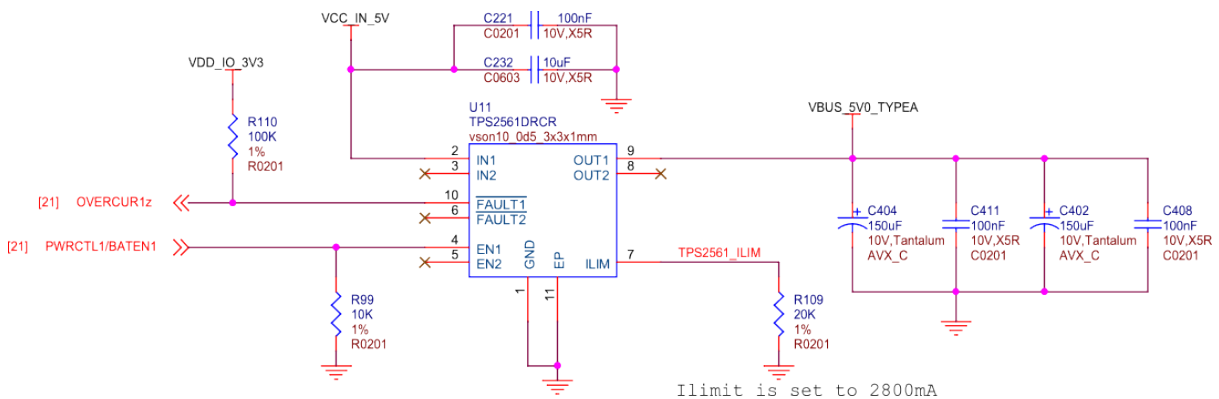 VCC_IN_5V
C221 100nF
C0201 10V,X5R
C232 10uF
C0603 10V,X5R
VDD_IO_3V3
R110
100K
1%
R0201
U11
TPS2561DRCR
vson10_0d5_3x3x1mm
VBUS_5V0_TYPEA
2 IN1 OUT1 9
3 IN2 OUT2 8
[21] OVERCUR1z
10 FAULT1
6 FAULT2
[21] PWRCTL1/BATEN1
4 EN1
5 EN2
GND
EP
ILIM 7
TPS2561_ILIM
1
11
C404
150uF
10V,Tantalum
AVX_C
C411
100nF
10V,X5R
C0201
C402
150uF
10V,Tantalum
AVX_C
C408
100nF
10V,X5R
C0201
R99
10K
1%
R0201
R109
20K
1%
R0201
Ilimit is set to 2800mA